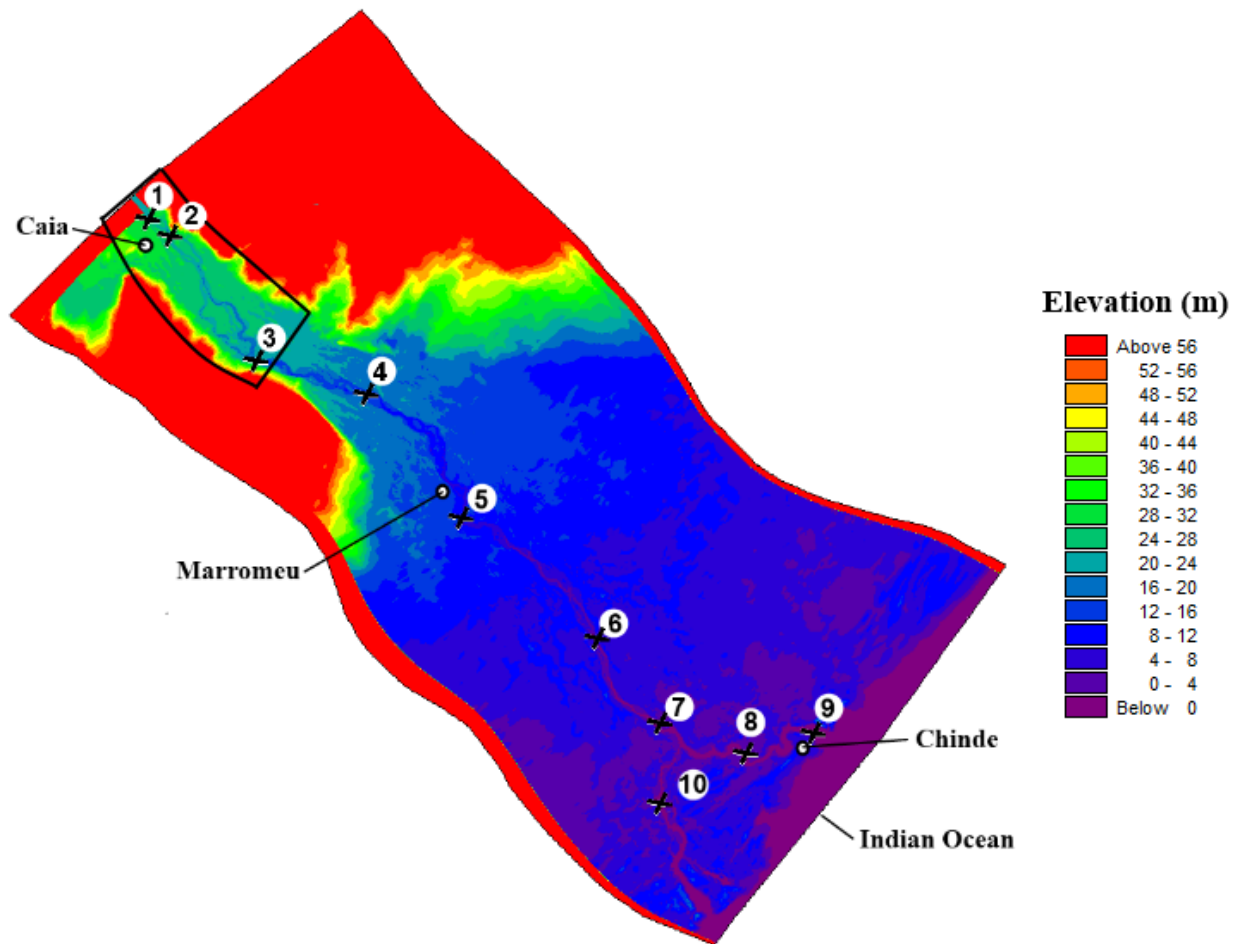 1
2
Caia
3
4
5
Marromeu
6
7
8
9
Chinde
10
Indian Ocean
Elevation (m)
Above 56
52 - 56
48 - 52
44 - 48
40 - 44
36 - 40
32 - 36
28 - 32
24 - 28
20 - 24
16 - 20
12 - 16
8 - 12
4 - 8
0 - 4
Below 0